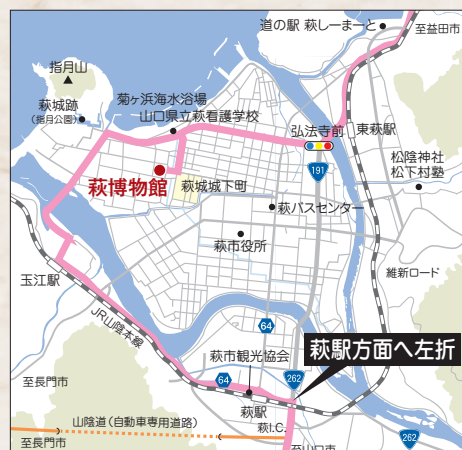 道の駅 萩しーまーと
至益田市
指月山
萩城跡
(指月公園)
菊ヶ浜海水浴場
山口県立萩看護学校
弘法寺前
東萩駅
191
松陰神社
松下村塾
萩博物館
萩城城下町
萩バスセンター
萩市役所
維新ロード
玉江駅
JR山陰本線
64
萩駅方面へ左折
萩市観光協会
64
262
至長門市
萩駅
山陰道(自動車専用道路)
萩I.C.
262
至長門市
至山口市